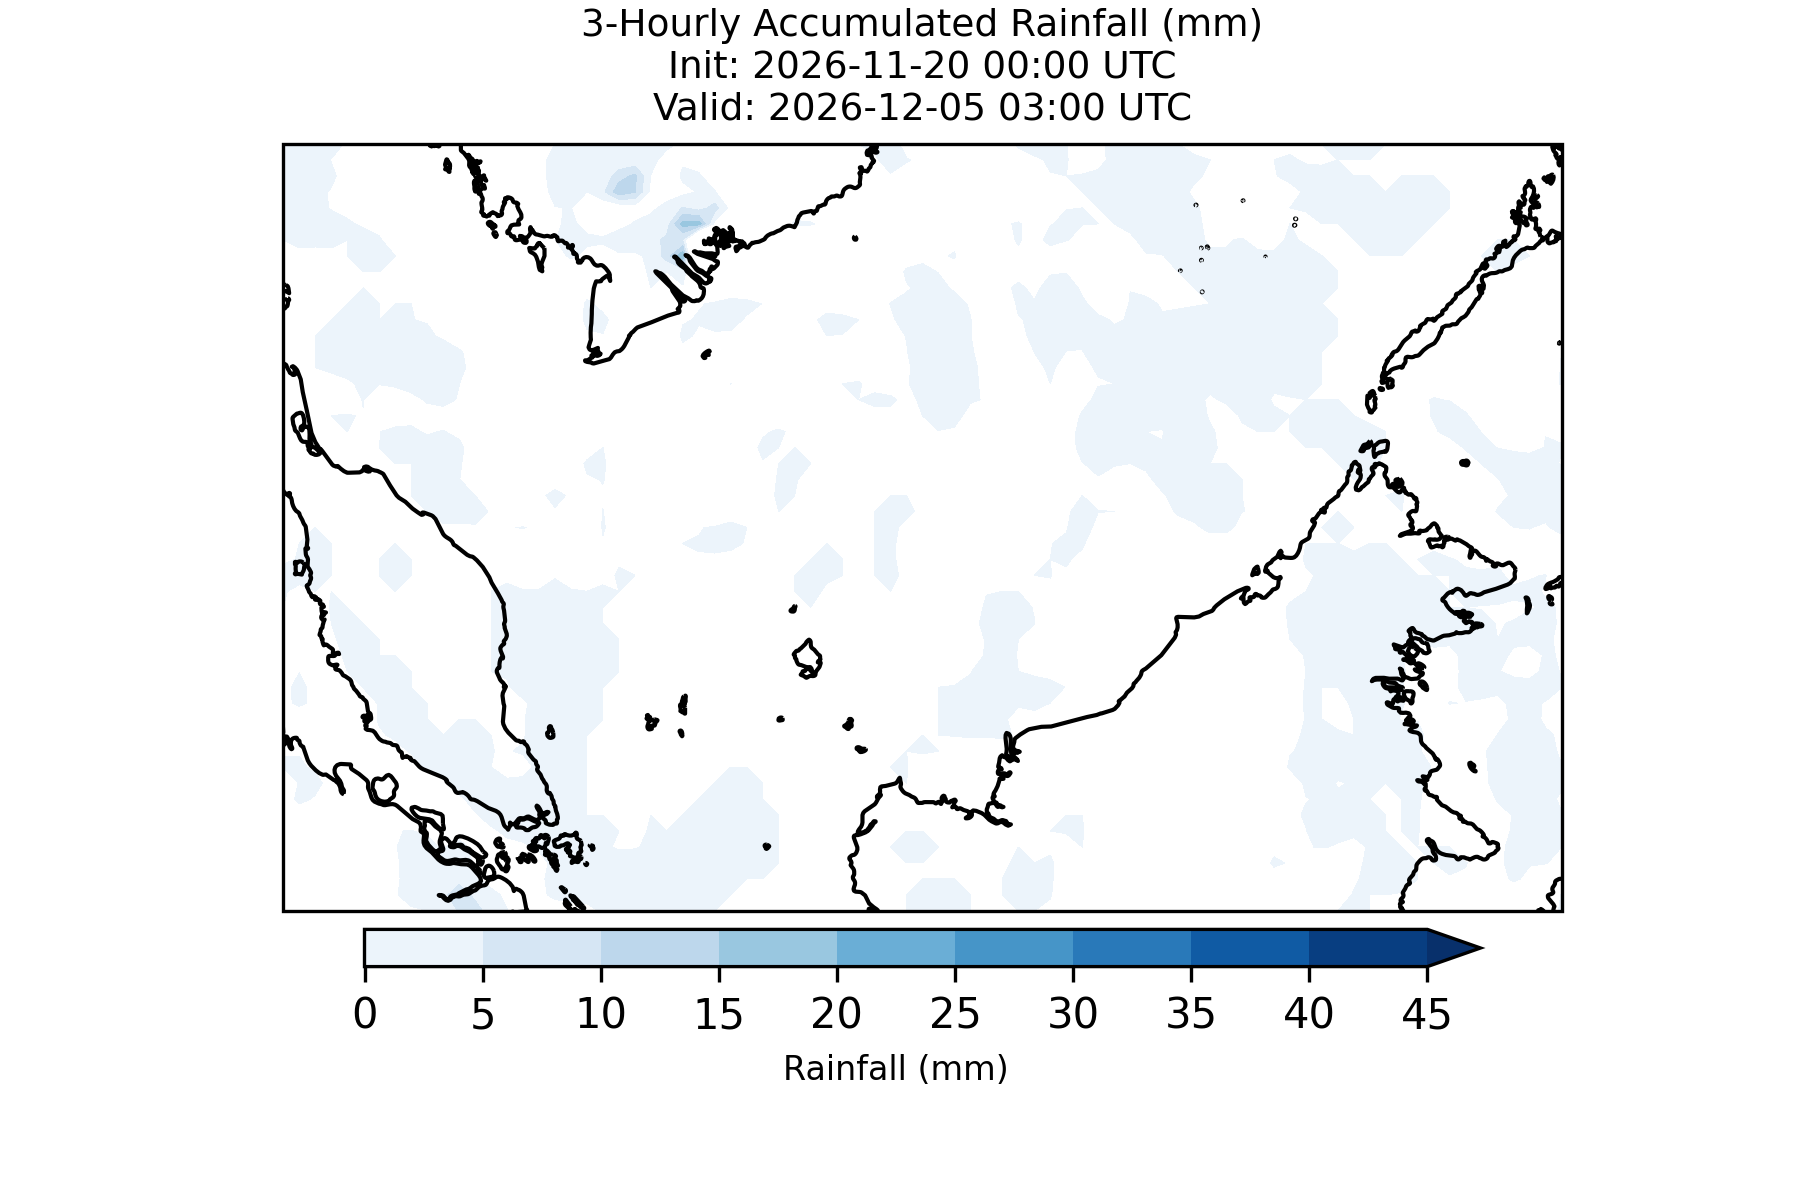 3-Hourly Accumulated Rainfall (mm)
Init: 2026-11-20 00:00 UTC
Valid: 2026-12-05 03:00 UTC
0 5 10 15 20 25 30 35 40 45
Rainfall (mm)